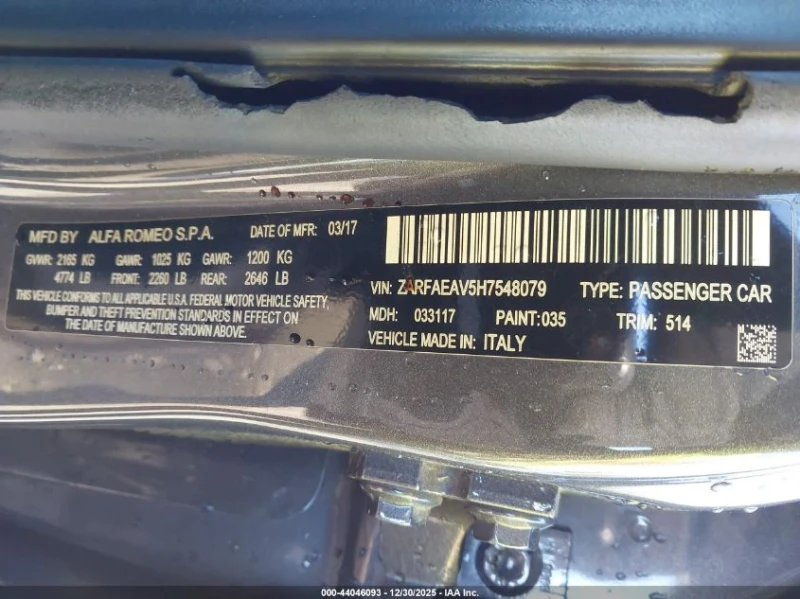 MFD BY ALFA ROMEO S.P.A. DATE OF MFR: 03/17
GVWR: 2165 KG GAWR: 1025 KG GAWR: 1200 KG
4774 LB FRONT: 2260 LB REAR: 2646 LB
THIS VEHICLE CONFORMS TO ALL APPLICABLE U.S.A. FEDERAL MOTOR VEHICLE SAFETY,
BUMPER AND THEFT PREVENTION STANDARDS IN EFFECT ON
THE DATE OF MANUFACTURE SHOWN ABOVE.
VIN: ZARFAEAV5H7548079 TYPE: PASSENGER CAR
MDH: 033117 PAINT:035 TRIM: 514
VEHICLE MADE IN: ITALY
000-44046093 - 12/30/2025 - IAA Inc.